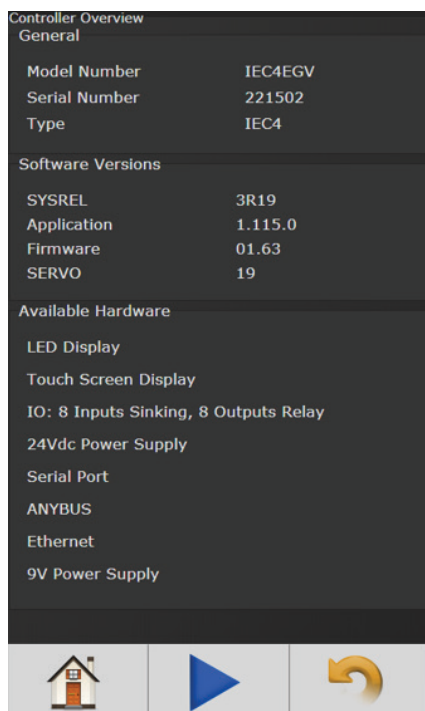 Controller Overview
General
Model Number IEC4EGV
Serial Number 221502
Type IEC4
Software Versions
SYSREL 3R19
Application 1.115.0
Firmware 01.63
SERVO 19
Available Hardware
LED Display
Touch Screen Display
IO: 8 Inputs Sinking, 8 Outputs Relay
24Vdc Power Supply
Serial Port
ANYBUS
Ethernet
9V Power Supply